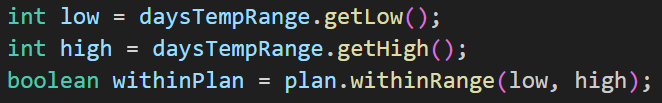 int low = daysTempRange.getLow();
int high = daysTempRange.getHigh();
boolean withinPlan = plan.withinRange(low, high);